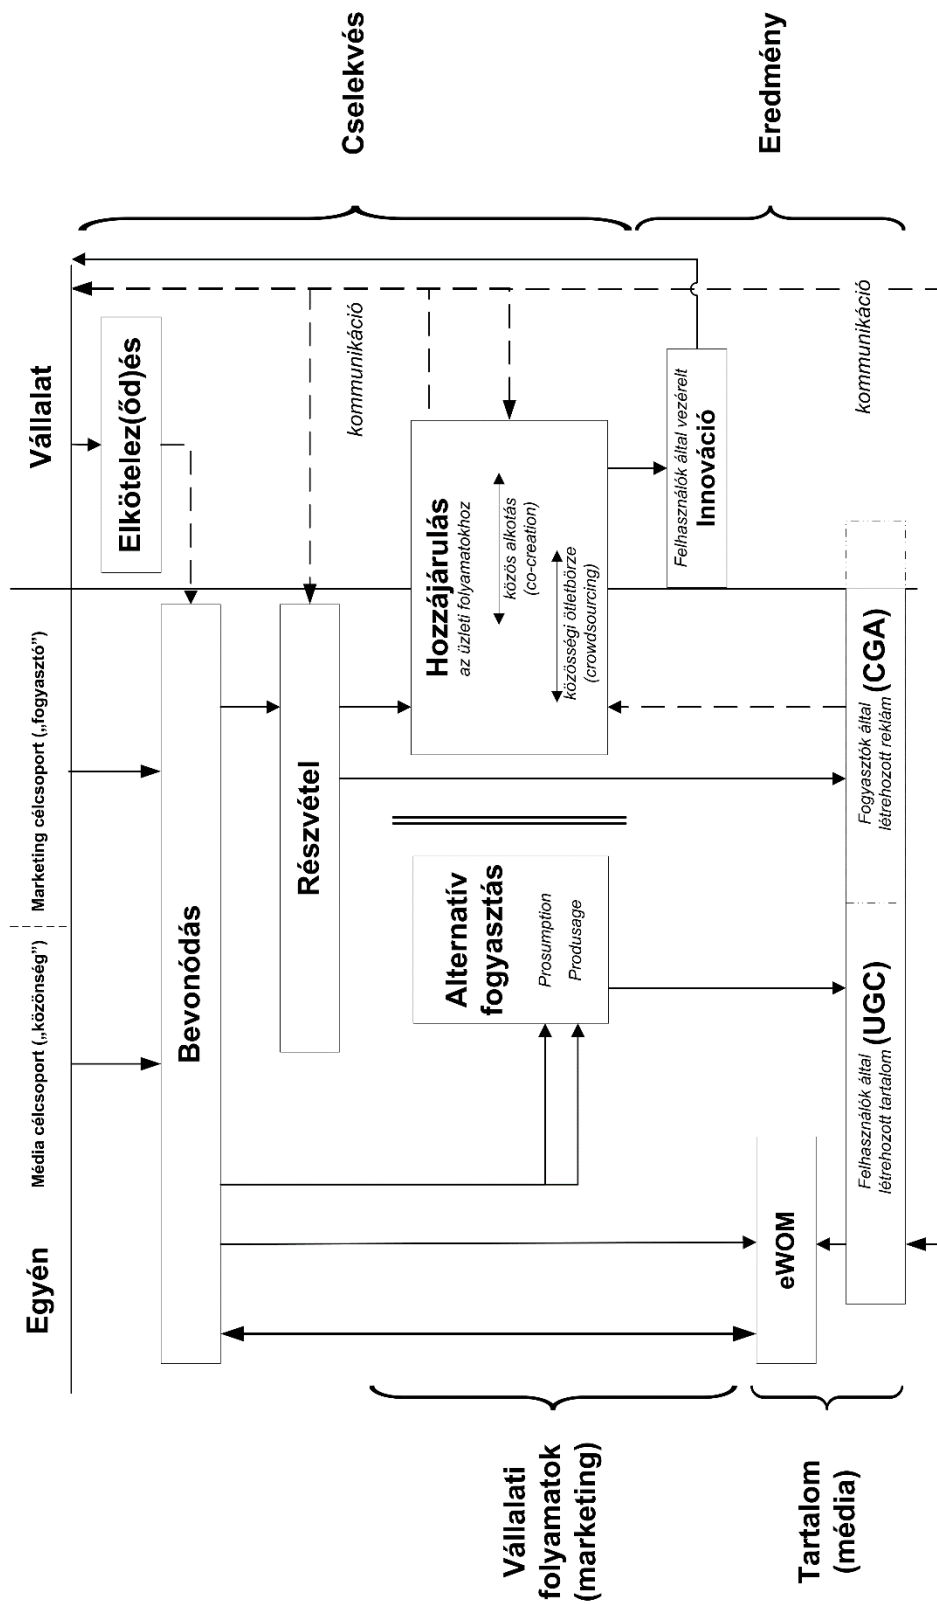 Egyén
Média célcsoport („közönség”)
Marketing célcsoport („fogyasztó”)
Vállalat
Elkötelez(őd)és
Bevonódás
Részvétel
kommunikáció
Cselekvés
Alternatív
fogyasztás
Prosumption
Produsage
Hozzájárulás
az üzleti folyamatokhoz
közös alkotás
(co-creation)
közösségi ötletbörze
(crowdsourcing)
Vállalati
folyamatok
(marketing)
Felhasználók által vezérelt
Innováció
eWOM
Felhasználók által
létrehozott tartalom (UGC)
Fogyasztók által
létrehozott reklám (CGA)
kommunikáció
Eredmény
Tartalom
(média)